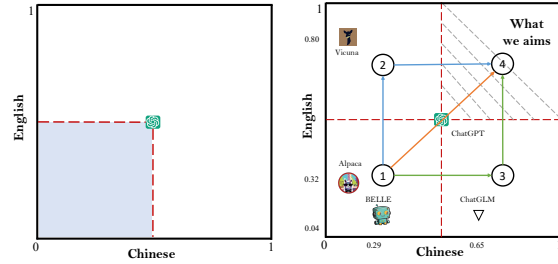 1
English
0
Chinese
1
1
What
we aims
0.80
Vicuna
2
4
English
ChatGPT
Alpaca
0.32
1
3
BELLE
ChatGLM
0.04
0
0.29
Chinese
0.65